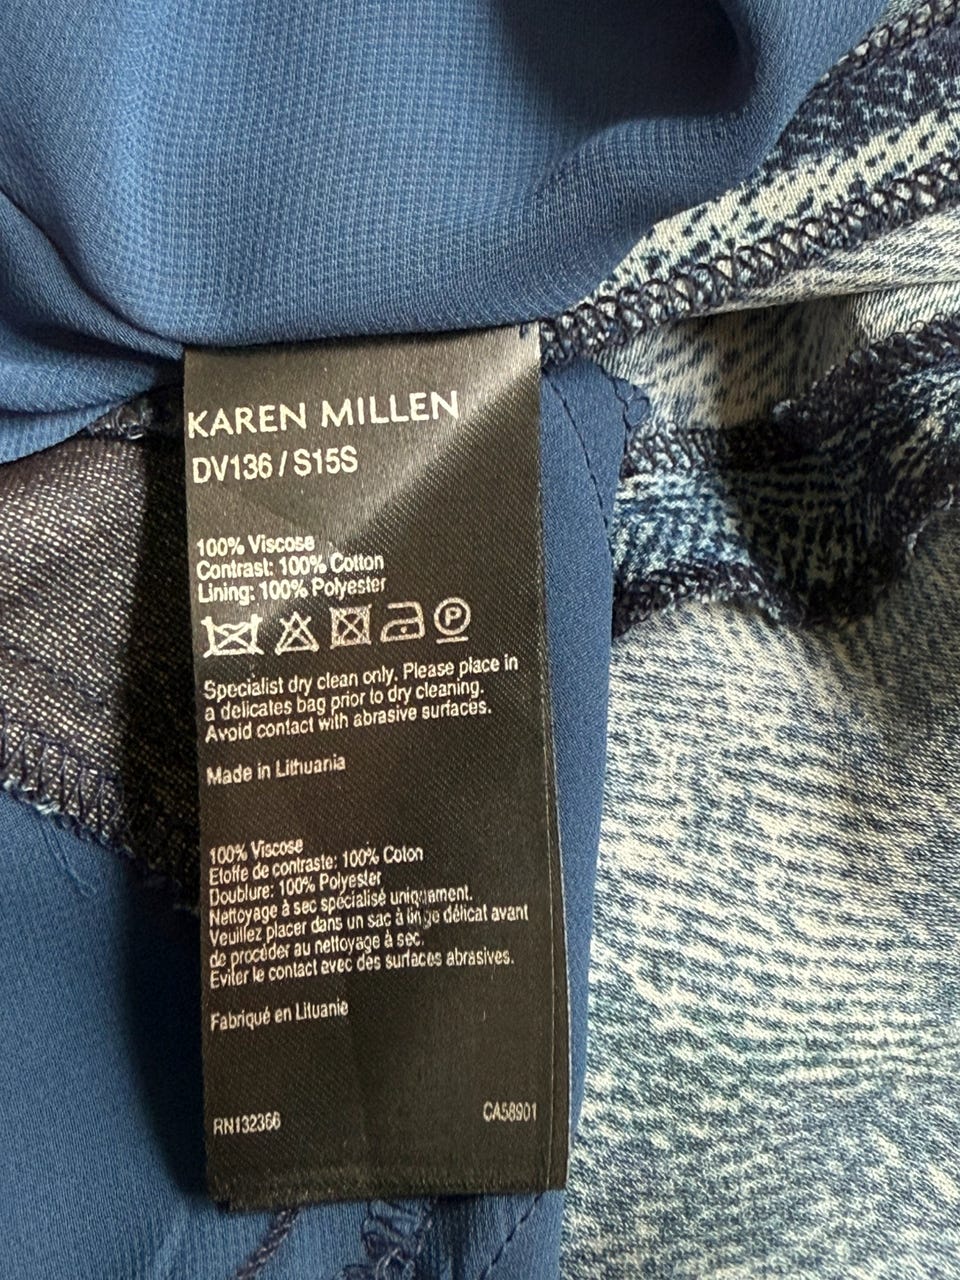 KAREN MILLEN
DV136 / S15S
100% Viscose
Contrast: 100% Cotton
Lining: 100% Polyester
P
Specialist dry clean only. Please place in
a delicates bag prior to dry cleaning.
Avoid contact with abrasive surfaces.
Made in Lithuania
100% Viscose
Etoffe de contraste: 100% Coton
Doublure: 100% Polyester
Nettoyage à sec spécialisé uniquement.
Veuillez placer dans un sac à linge délicat avant
de procéder au nettoyage à sec.
Eviter le contact avec des surfaces abrasives.
Fabriqué en Lituanie
RN132366 CA58901